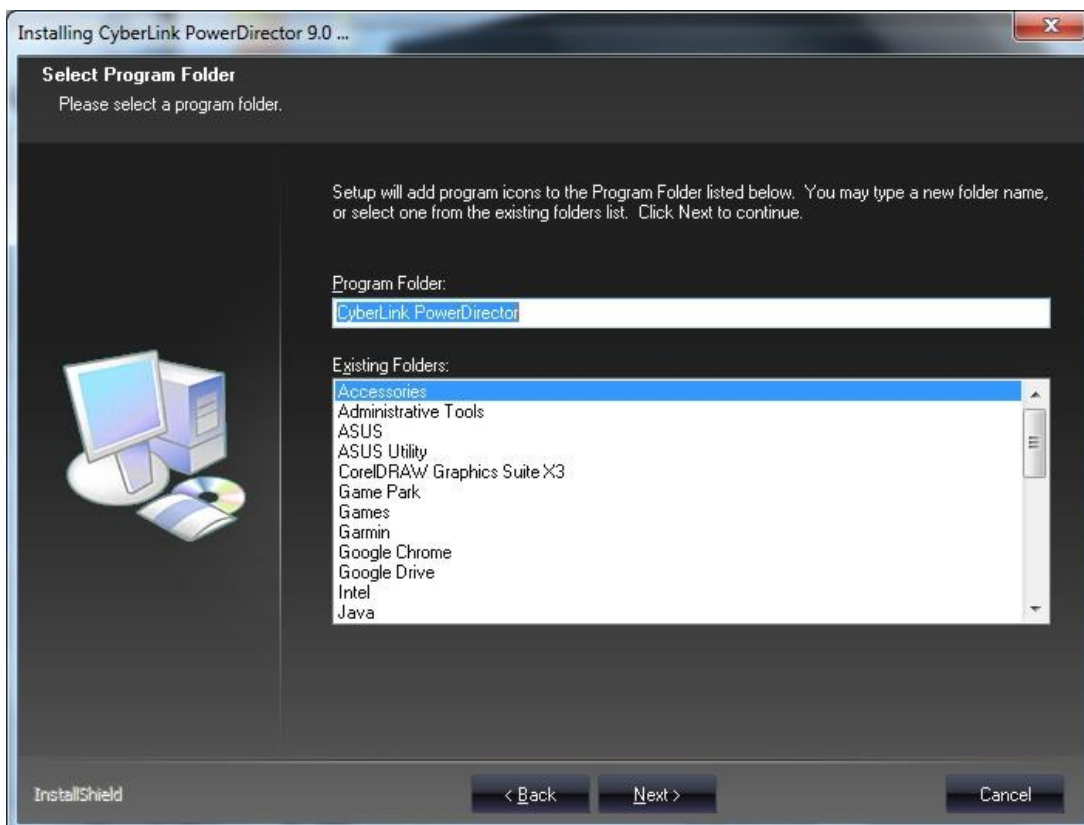 Installing CyberLink PowerDirector 9.0 ...
Select Program Folder
Please select a program folder.
Setup will add program icons to the Program Folder listed below. You may type a new folder name,
or select one from the existing folders list. Click Next to continue.
Program Folder:
CyberLink PowerDirector
Existing Folders:
Accessories
Administrative Tools
ASUS
ASUS Utility
CorelDRAW Graphics Suite X3
Game Park
Games
Garmin
Google Chrome
Google Drive
Intel
Java
InstallShield
< Back
Next >
Cancel